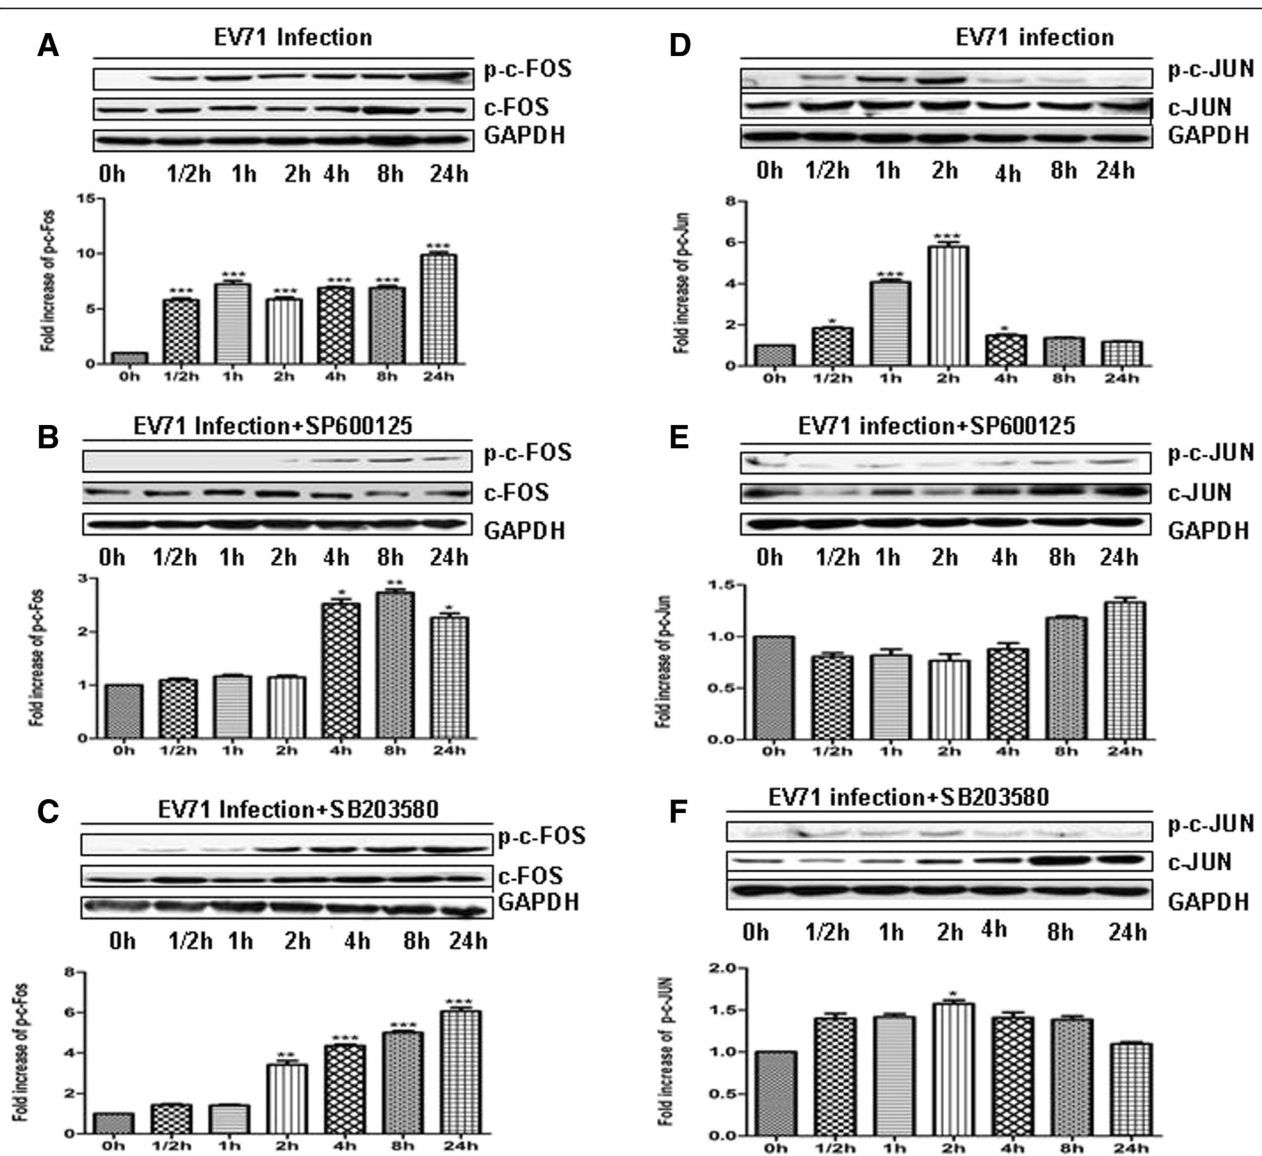 A
EV71 Infection
p-c-FOS
c-FOS
GAPDH
0h 1/2h 1h 2h 4h 8h 24h
Fold increase of p-c-Fos
15
10
5
0
*** *** *** *** *** ***
0h 1/2h 1h 2h 4h 8h 24h
B
EV71 Infection+SP600125
p-c-FOS
c-FOS
GAPDH
0h 1/2h 1h 2h 4h 8h 24h
Fold increase of p-c-Fos
3
2
1
0
* ** *
0h 1/2h 1h 2h 4h 8h 24h
C
EV71 Infection+SB203580
p-c-FOS
c-FOS
GAPDH
0h 1/2h 1h 2h 4h 8h 24h
Fold increase of p-c-Fos
8
6
4
2
0
** *** *** ***
0h 1/2h 1h 2h 4h 8h 24h
D
EV71 infection
p-c-JUN
c-JUN
GAPDH
0h 1/2h 1h 2h 4h 8h 24h
Fold increase of p-c-Jun
8
6
4
2
0
* *** *** *
0h 1/2h 1h 2h 4h 8h 24h
E
EV71 infection+SP600125
p-c-JUN
c-JUN
GAPDH
0h 1/2h 1h 2h 4h 8h 24h
Fold increase of p-c-Jun
1.5
1.0
0.5
0.0
0h 1/2h 1h 2h 4h 8h 24h
F
EV71 infection+SB203580
p-c-JUN
c-JUN
GAPDH
0h 1/2h 1h 2h 4h 8h 24h
Fold increase of p-c-JUN
2.0
1.5
1.0
0.5
0.0
*
0h 1/2h 1h 2h 4h 8h 24h